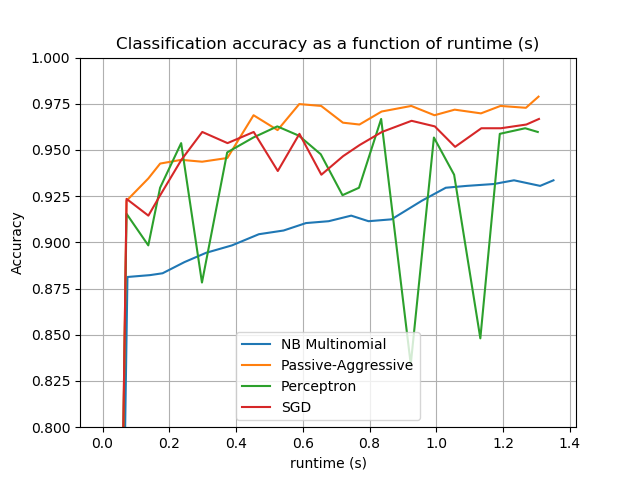 Classification accuracy as a function of runtime (s)
1.000
0.975
0.950
0.925
0.900
0.875
0.850
0.825
0.800
Accuracy
NB Multinomial
Passive-Aggressive
Perceptron
SGD
0.0 0.2 0.4 0.6 0.8 1.0 1.2 1.4
runtime (s)